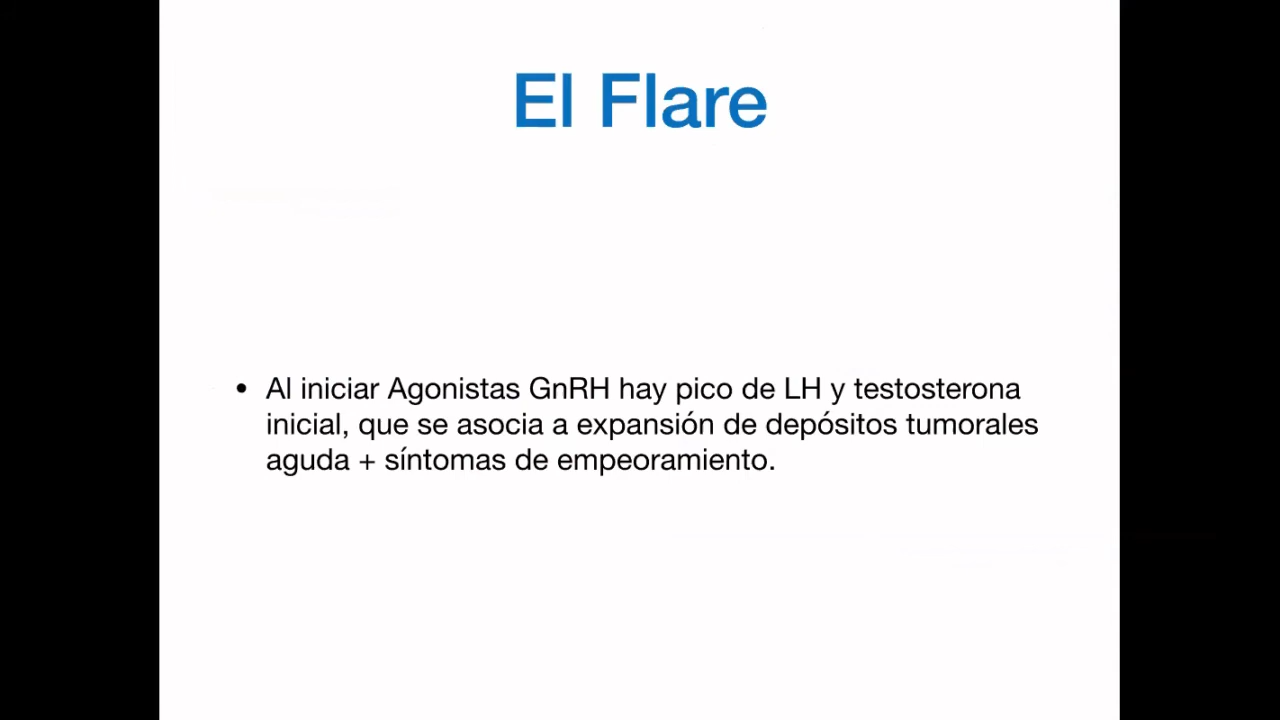 El Flare
• Al iniciar Agonistas GnRH hay pico de LH y testosterona
inicial, que se asocia a expansión de depósitos tumorales
aguda + síntomas de empeoramiento.